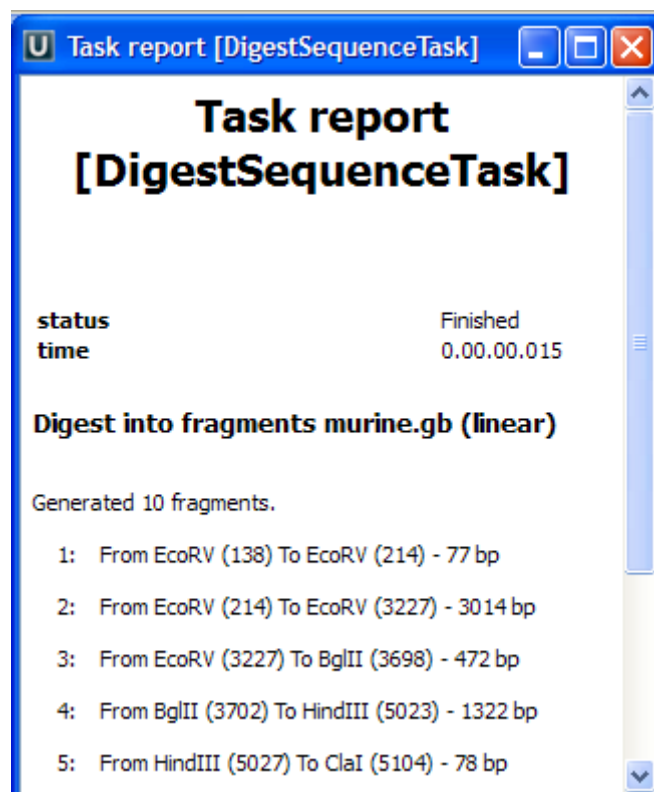 U Task report [DigestSequenceTask]
Task report
[DigestSequenceTask]
status Finished
time 0.00.00.015
Digest into fragments murine.gb (linear)
Generated 10 fragments.
1: From EcoRV (138) To EcoRV (214) - 77 bp
2: From EcoRV (214) To EcoRV (3227) - 3014 bp
3: From EcoRV (3227) To BglII (3698) - 472 bp
4: From BglII (3702) To HindIII (5023) - 1322 bp
5: From HindIII (5027) To ClaI (5104) - 78 bp